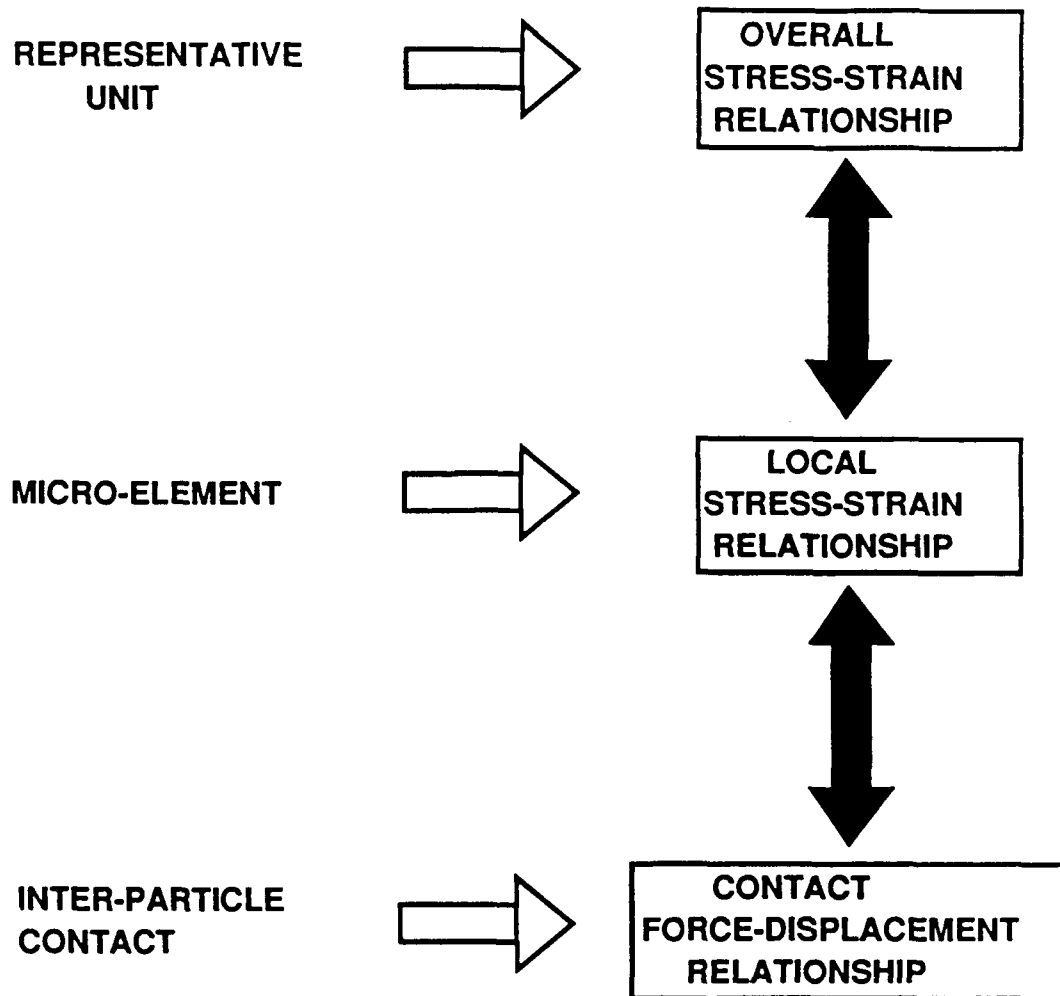 REPRESENTATIVE
UNIT
OVERALL
STRESS-STRAIN
RELATIONSHIP
MICRO-ELEMENT
LOCAL
STRESS-STRAIN
RELATIONSHIP
INTER-PARTICLE
CONTACT
CONTACT
FORCE-DISPLACEMENT
RELATIONSHIP